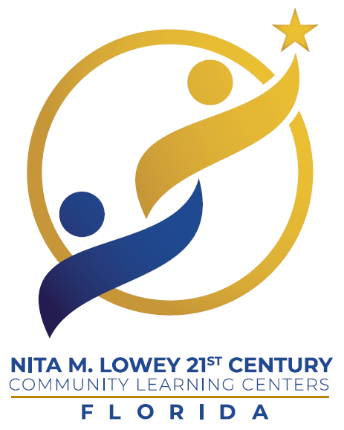 NITA M. LOWEY 21ST CENTURY
COMMUNITY LEARNING CENTERS
FLORIDA